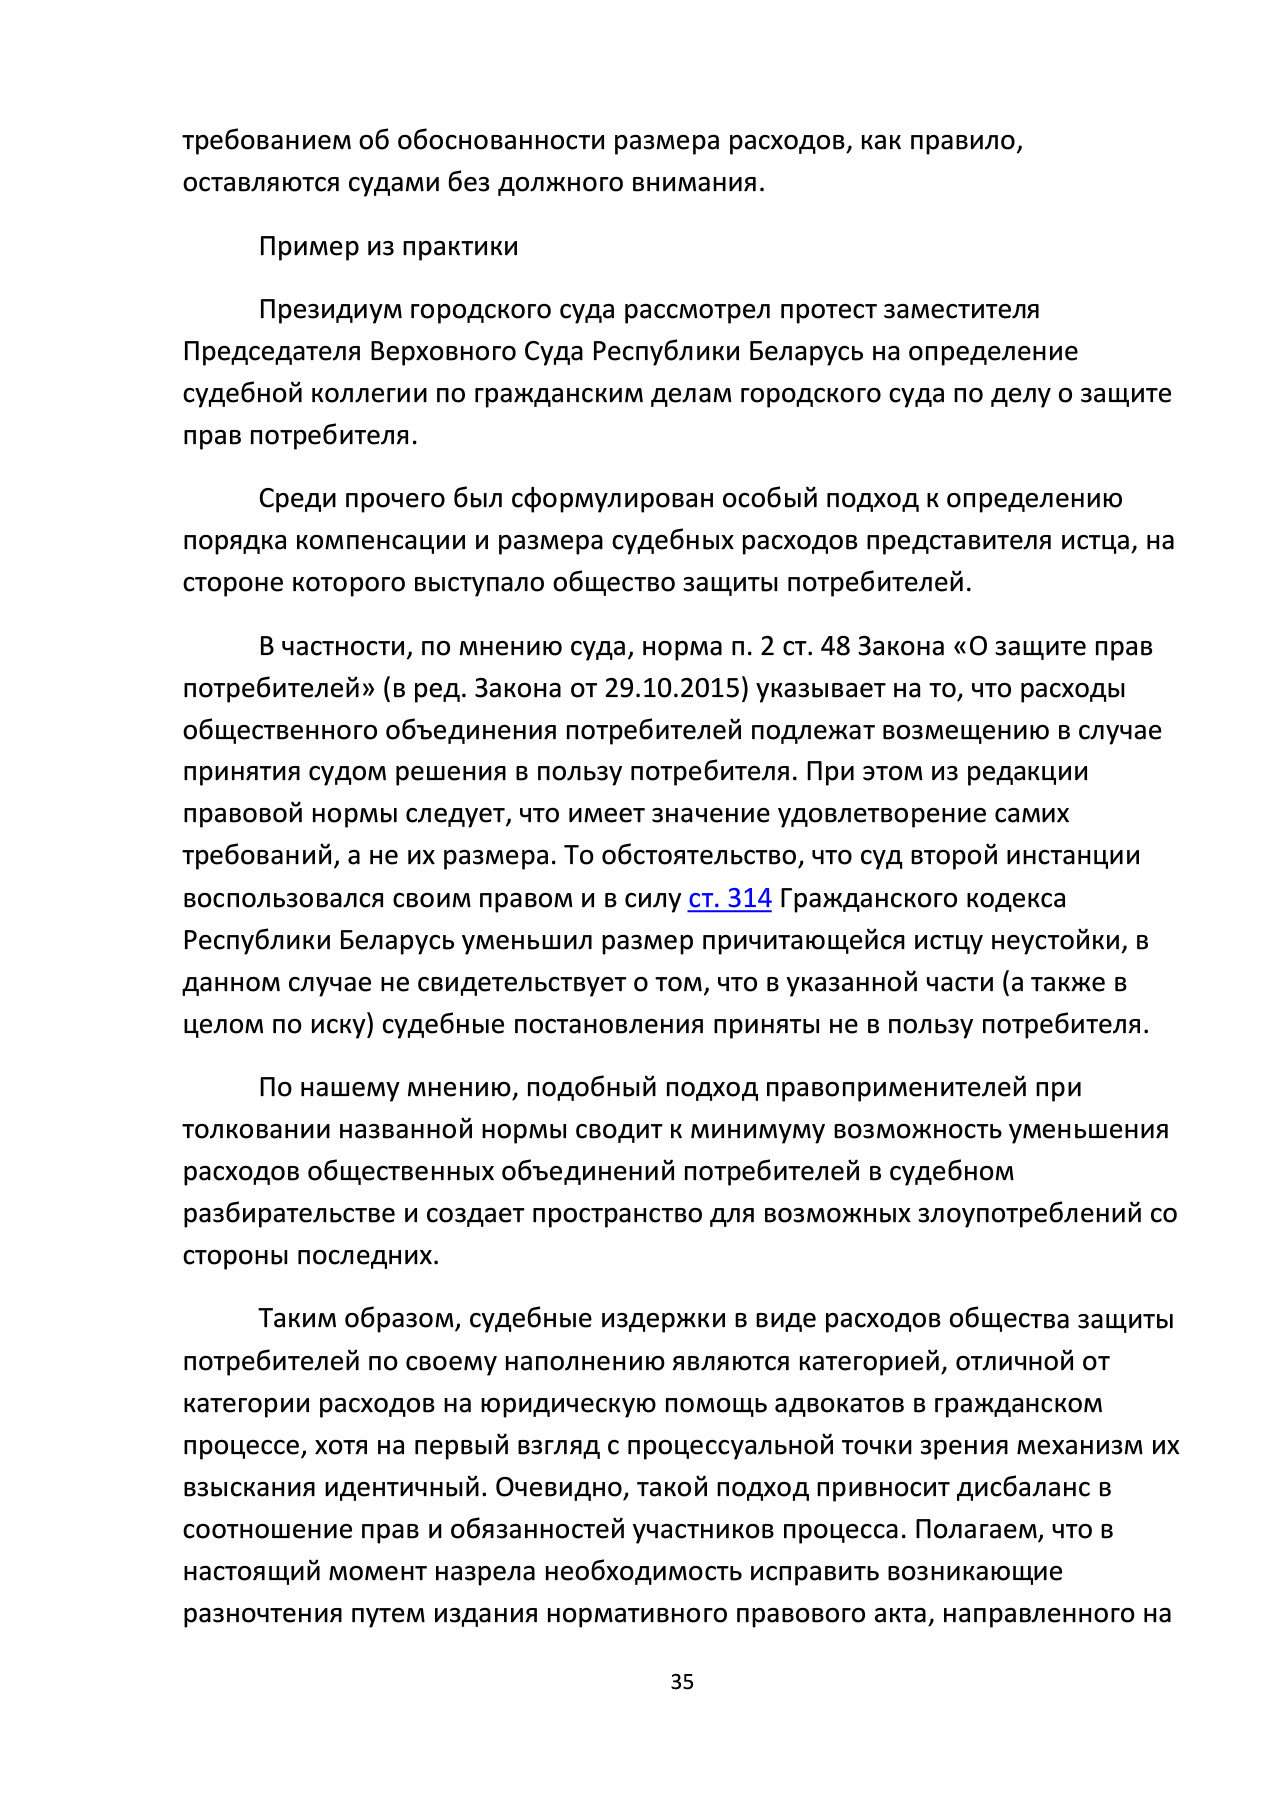 требованием об обоснованности размера расходов, как правило,
оставляются судами без должного внимания.
Пример из практики
Президиум городского суда рассмотрел протест заместителя
Председателя Верховного Суда Республики Беларусь на определение
судебной коллегии по гражданским делам городского суда по делу о защите
прав потребителя.
Среди прочего был сформулирован особый подход к определению
порядка компенсации и размера судебных расходов представителя истца, на
стороне которого выступало общество защиты потребителей.
В частности, по мнению суда, норма п. 2 ст. 48 Закона «О защите прав
потребителей» (в ред. Закона от 29.10.2015) указывает на то, что расходы
общественного объединения потребителей подлежат возмещению в случае
принятия судом решения в пользу потребителя. При этом из редакции
правовой нормы следует, что имеет значение удовлетворение самих
требований, а не их размера. То обстоятельство, что суд второй инстанции
воспользовался своим правом и в силу ст. 314 Гражданского кодекса
Республики Беларусь уменьшил размер причитающейся истцу неустойки, в
данном случае не свидетельствует о том, что в указанной части (а также в
целом по иску) судебные постановления приняты не в пользу потребителя.
По нашему мнению, подобный подход правоприменителей при
толковании названной нормы сводит к минимуму возможность уменьшения
расходов общественных объединений потребителей в судебном
разбирательстве и создает пространство для возможных злоупотреблений со
стороны последних.
Таким образом, судебные издержки в виде расходов общества защиты
потребителей по своему наполнению являются категорией, отличной от
категории расходов на юридическую помощь адвокатов в гражданском
процессе, хотя на первый взгляд с процессуальной точки зрения механизм их
взыскания идентичный. Очевидно, такой подход привносит дисбаланс в
соотношение прав и обязанностей участников процесса. Полагаем, что в
настоящий момент назрела необходимость исправить возникающие
разночтения путем издания нормативного правового акта, направленного на
35